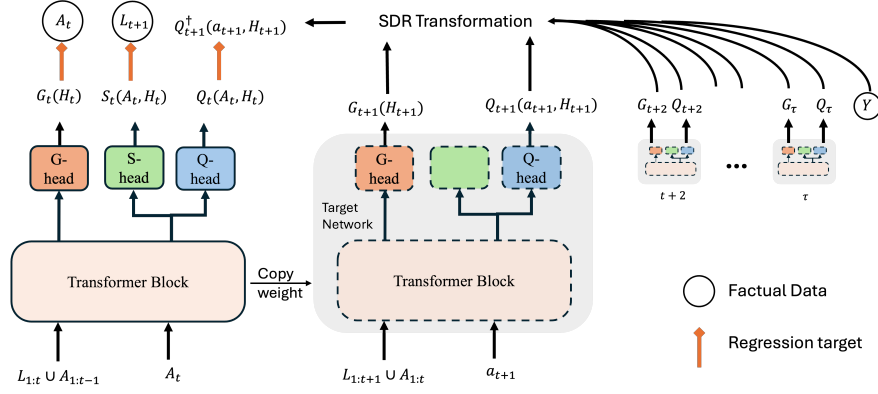 A_t
L_{t+1}
Q^†_{t+1}(a_{t+1}, H_{t+1})
SDR Transformation
G_t(H_t)
S_t(A_t, H_t)
Q_t(A_t, H_t)
G_{t+1}(H_{t+1})
Q_{t+1}(a_{t+1}, H_{t+1})
G_{t+2}
Q_{t+2}
G_τ
Q_τ
Y
G-
head
S-
head
Q-
head
G-
head
Q-
head
t + 2
•••
τ
Target
Network
Transformer Block
Copy
weight
Transformer Block
Factual Data
Regression target
L_{1:t} ∪ A_{1:t−1}
A_t
L_{1:t+1} ∪ A_{1:t}
a_{t+1}